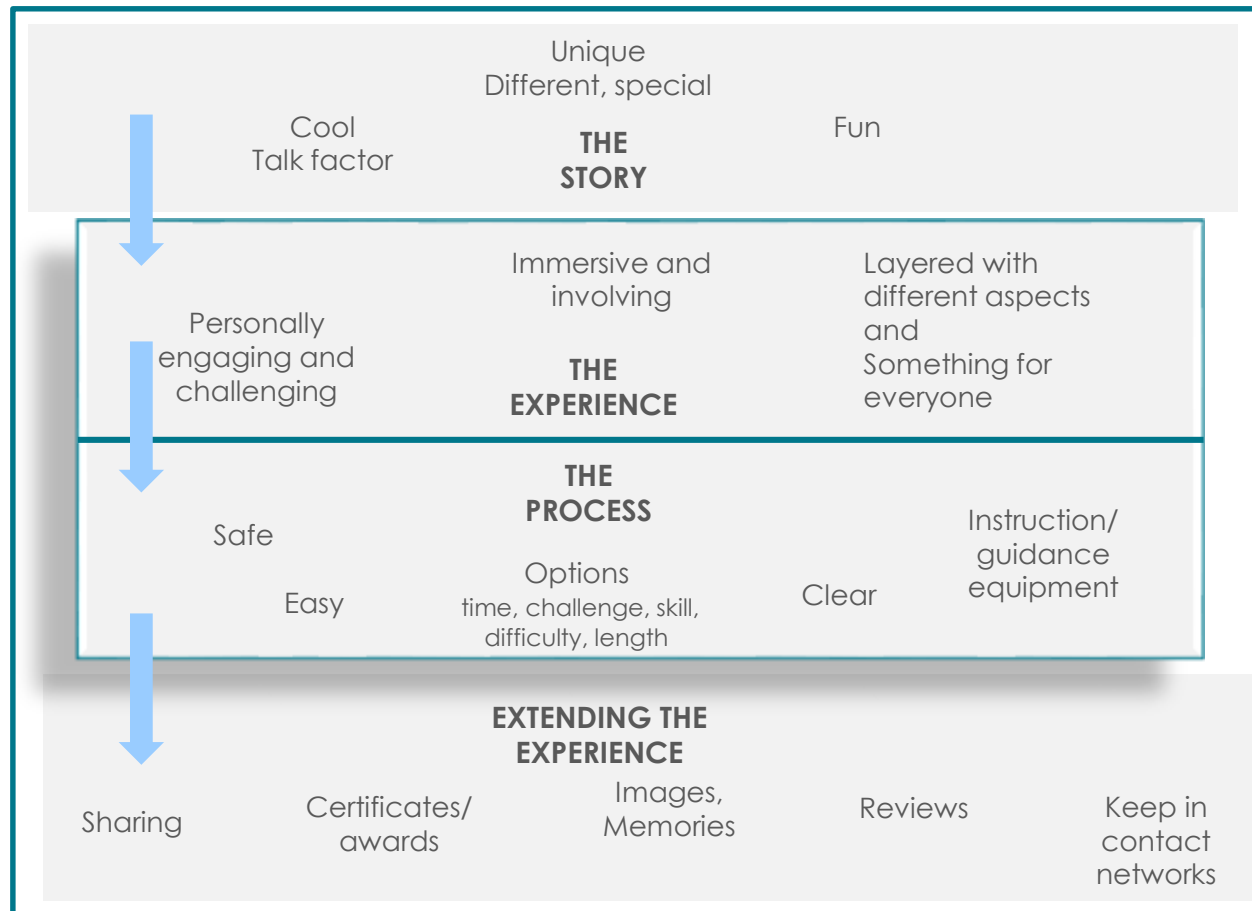 Unique
Different, special
Cool
Talk factor
THE
STORY
Fun
Personally
engaging and
challenging
Immersive and
involving
THE
EXPERIENCE
Layered with
different aspects
and
Something for
everyone
THE
PROCESS
Safe
Easy
Options
time, challenge, skill,
difficulty, length
Clear
Instruction/
guidance
equipment
EXTENDING THE
EXPERIENCE
Sharing
Certificates/
awards
Images,
Memories
Reviews
Keep in
contact
networks